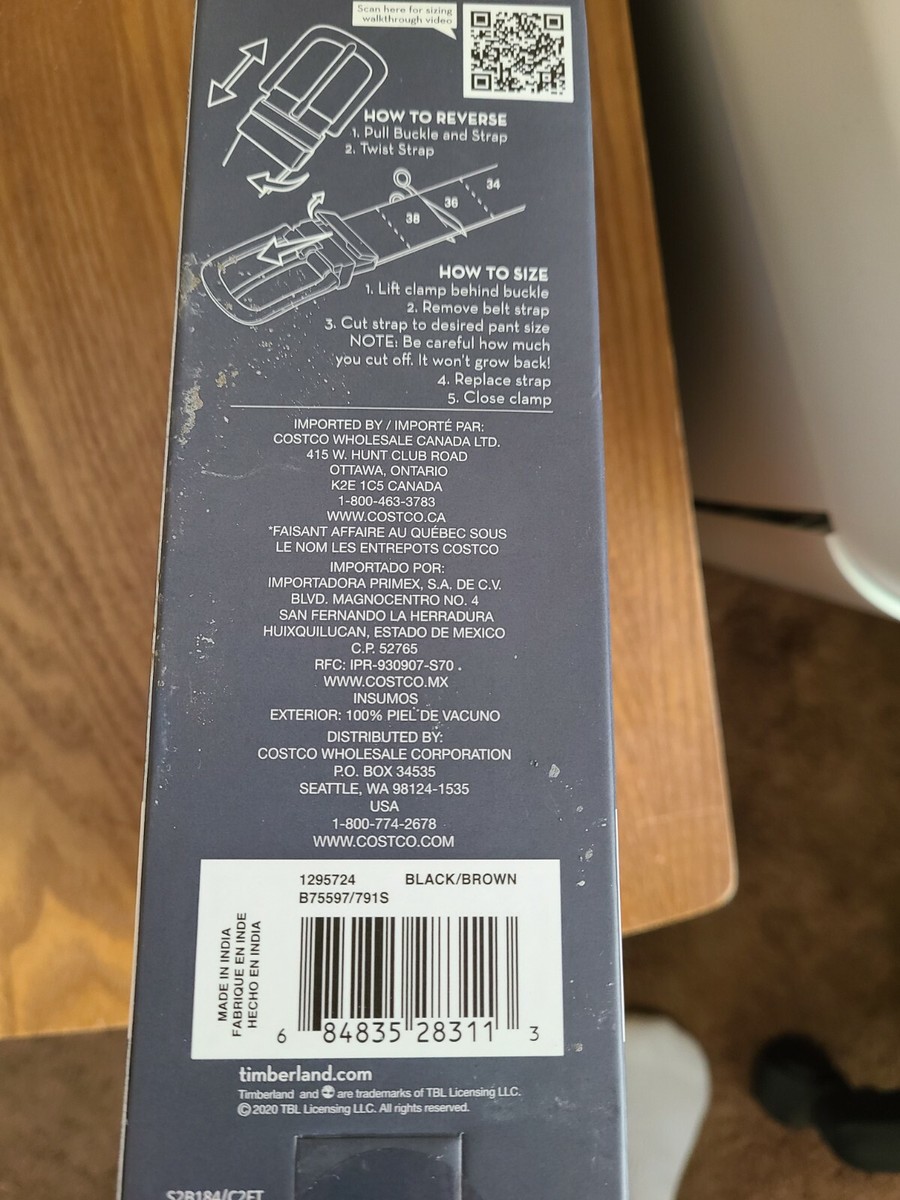 Scan here for sizing
walkthrough video
HOW TO REVERSE
1. Pull Buckle and Strap
2. Twist Strap
34
36
38
HOW TO SIZE
1. Lift clamp behind buckle
2. Remove belt strap
3. Cut strap to desired pant size
NOTE: Be careful how much
you cut off. It won't grow back!
4. Replace strap
5. Close clamp
IMPORTED BY / IMPORTÉ PAR:
COSTCO WHOLESALE CANADA LTD.
415 W. HUNT CLUB ROAD
OTTAWA, ONTARIO
K2E 1C5 CANADA
1-800-463-3783
WWW.COSTCO.CA
*FAISANT AFFAIRE AU QUÉBEC SOUS
LE NOM LES ENTREPOTS COSTCO
IMPORTADO POR:
IMPORTADORA PRIMEX, S.A. DE C.V.
BLVD. MAGNOCENTRO NO. 4
SAN FERNANDO LA HERRADURA
HUIXQUILUCAN, ESTADO DE MEXICO
C.P. 52765
RFC: IPR-930907-S70.
WWW.COSTCO.MX
INSUMOS
EXTERIOR: 100% PIEL DE VACUNO
DISTRIBUTED BY:
COSTCO WHOLESALE CORPORATION
P.O. BOX 34535
SEATTLE, WA 98124-1535
USA
1-800-774-2678
WWW.COSTCO.COM
1295724 BLACK/BROWN
B75597/791S
MADE IN INDIA
FABRIQUE EN INDE
HECHO EN INDIA
6 84835 28311 3
timberland.com
Timberland and are trademarks of TBL Licensing LLC.
©2020 TBL Licensing LLC. All rights reserved.
S2B184/C2FT